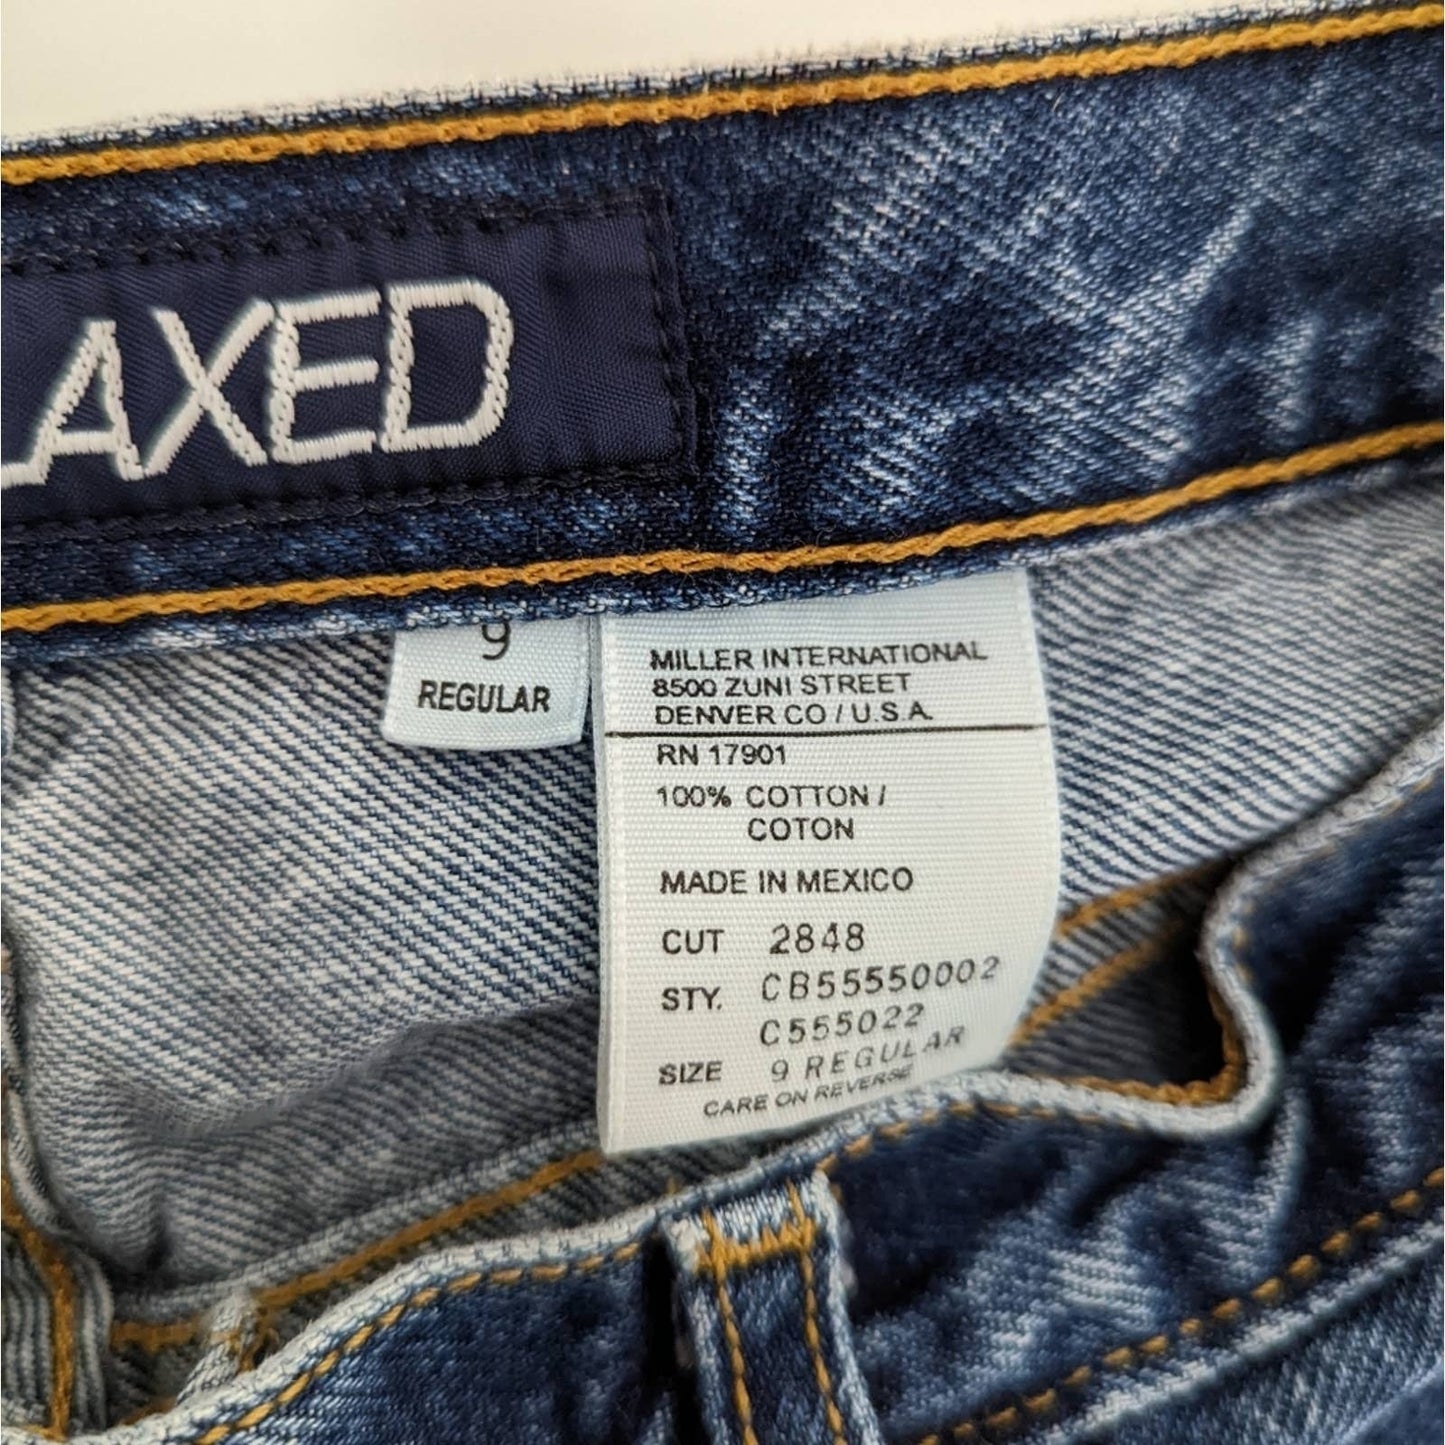 LAXED
9
REGULAR
MILLER INTERNATIONAL
8500 ZUNI STREET
DENVER CO / U.S.A.
RN 17901
100% COTTON /
COTON
MADE IN MEXICO
CUT 2848
STY. CB55550002
C555022
SIZE 9 REGULAR
CARE ON REVERSE